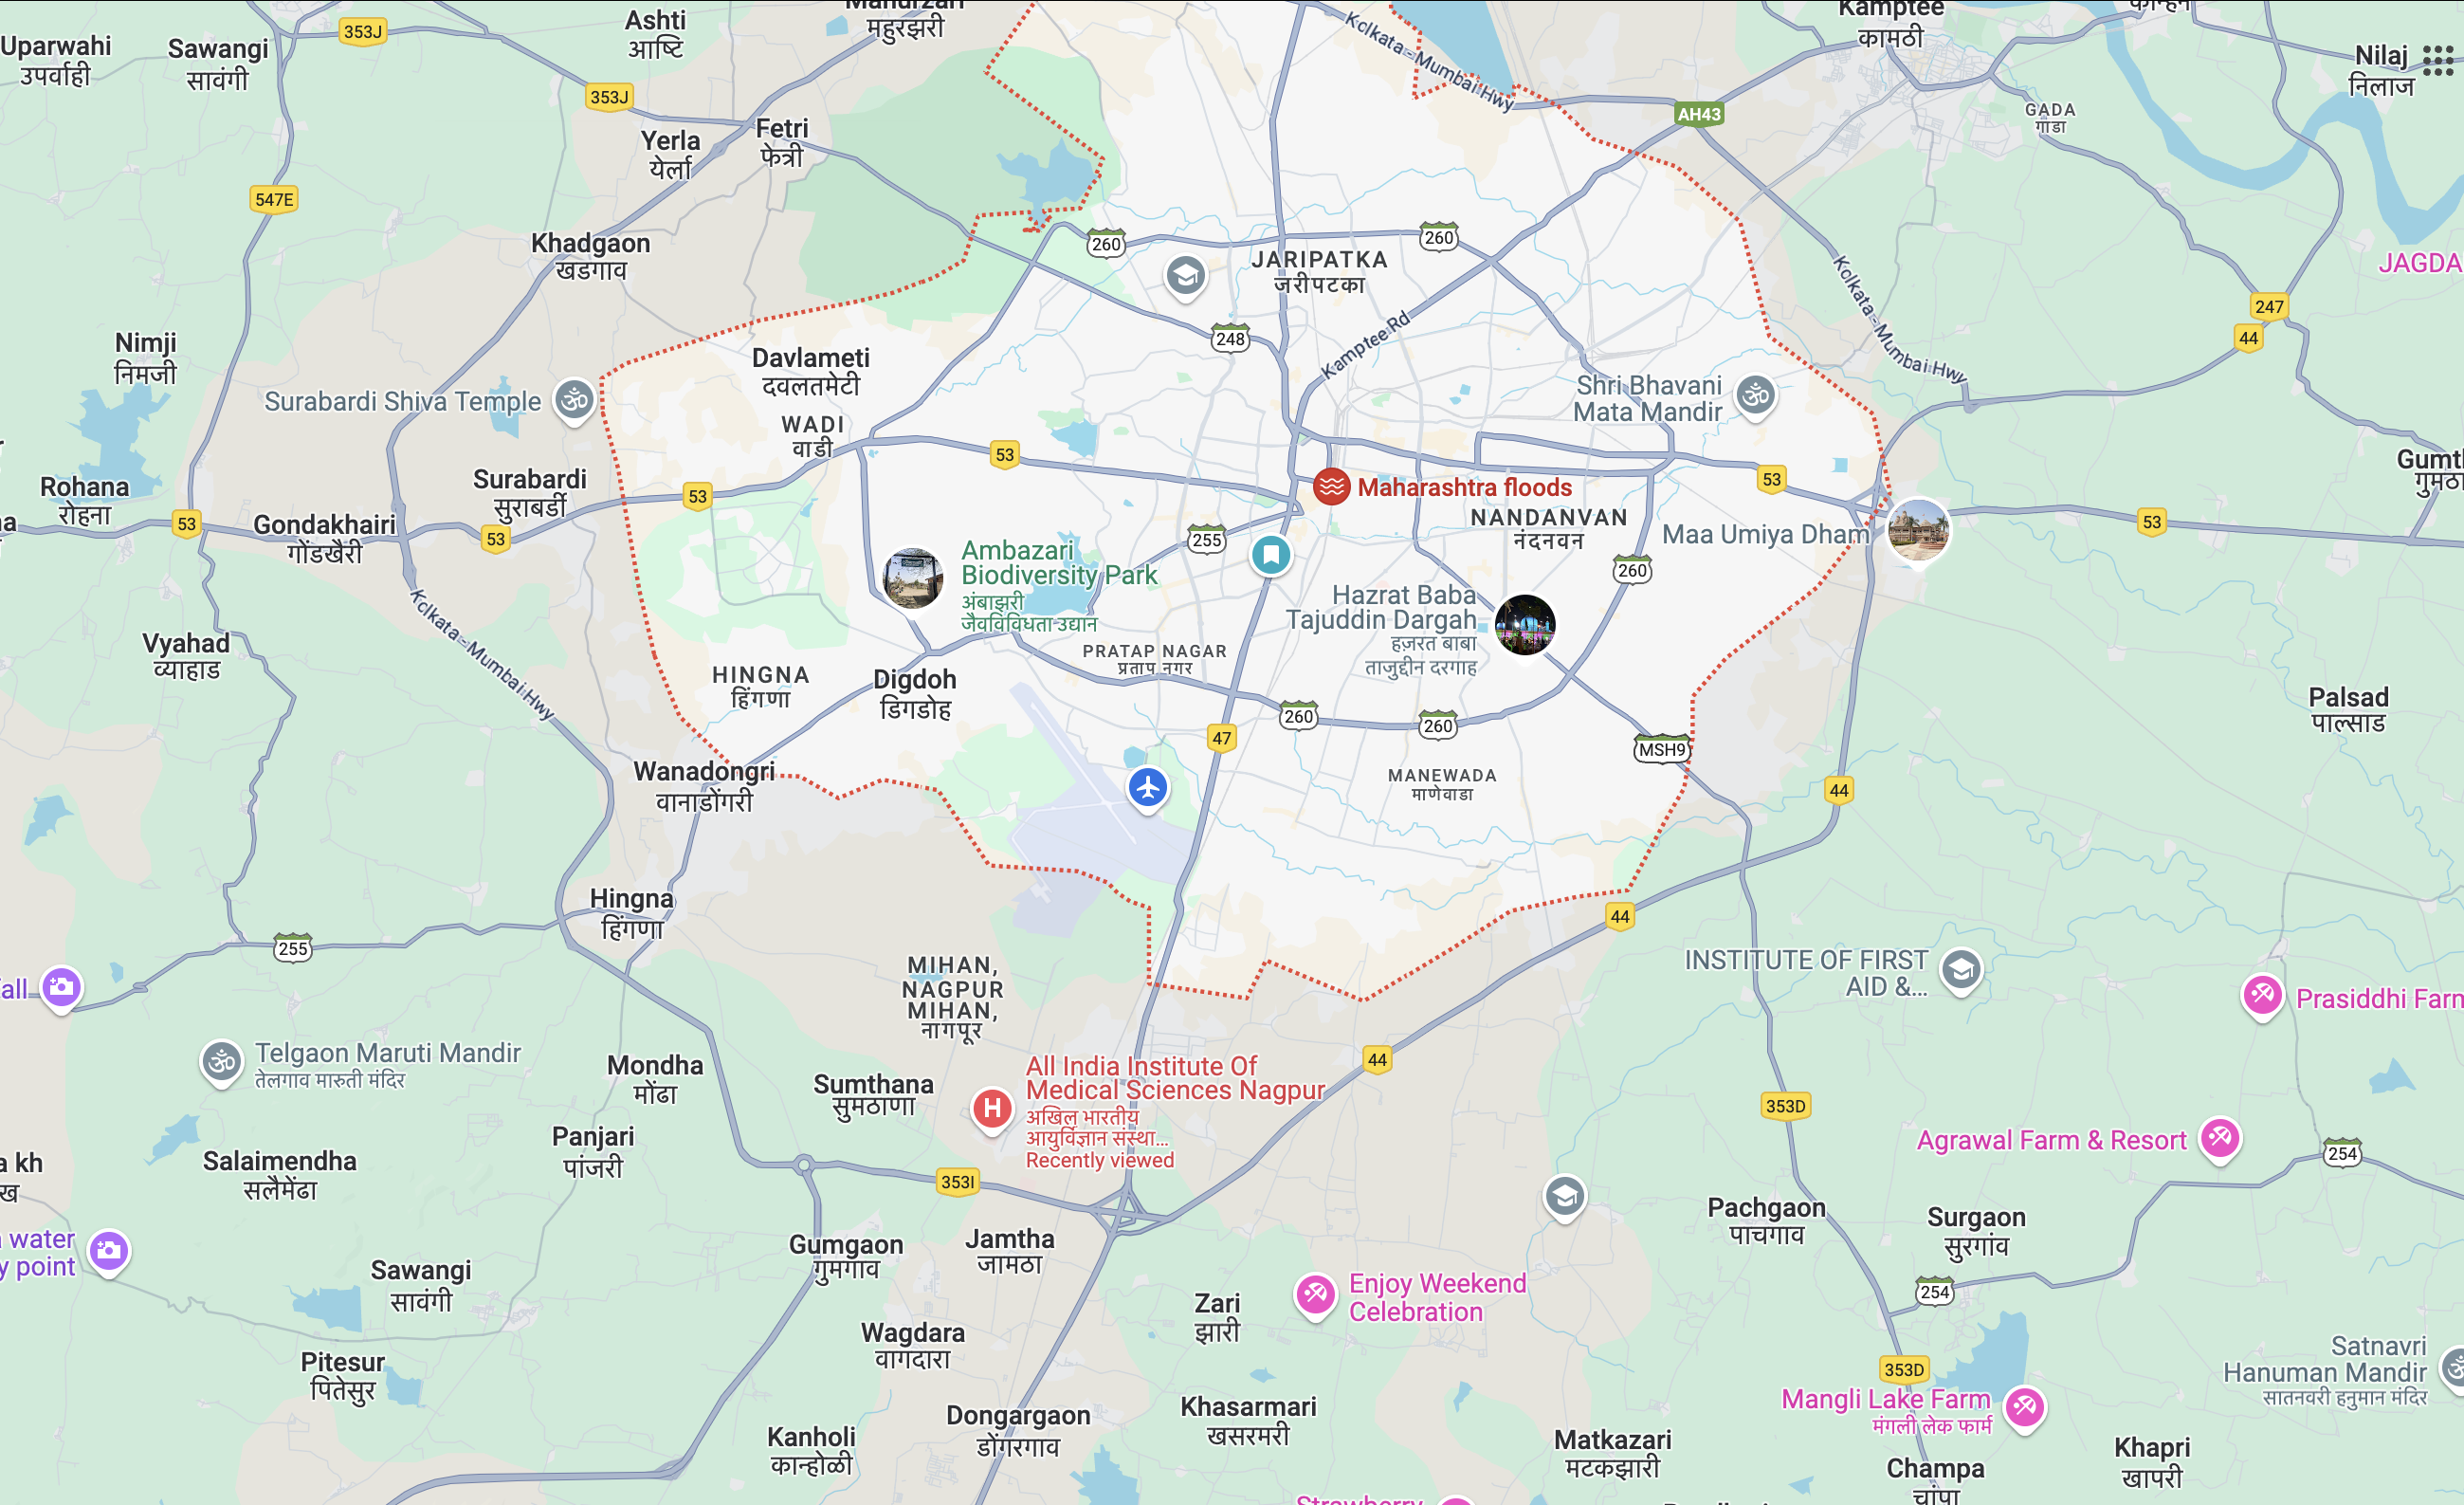 Ashti
आष्टि
महुरझरी
Kamptee
कामठी
Uparwahi
उपर्वाही
Sawangi
सावंगी
353J
353J
Kolkata - Mumbai Hwy
Nilaj
निलाज
AH43
GADA
गाडा
Yerla
येर्ला
Fetri
फेत्री
547E
Khadgaon
खडगाव
260
260
JARIPATKA
जरीपटका
Kolkata - Mumbai Hwy
JAGDA
247
44
Nimji
निमजी
Davlameti
दवलतमेटी
248
Kamptee Rd
Surabardi Shiva Temple
Shri Bhavani
Mata Mandir
WADI
वाडी
53
53
53
Rohana
रोहना
Surabardi
सुराबर्डी
Maharashtra floods
NANDANVAN
नंदनवन
53
Gondakhairi
गोंडखैरी
53
53
255
Maa Umiya Dham
Ambazari
Biodiversity Park
अंबाझरी
जैवविविधता उद्यान
260
Hazrat Baba
Tajuddin Dargah
हज़रत बाबा
ताजुद्दीन दरगाह
Kolkata - Mumbai Hwy
Vyahad
व्याहाड
PRATAP NAGAR
प्रताप नगर
HINGNA
हिंगणा
Digdoh
डिगडोह
Palsad
पाल्साड
260
260
47
MSH9
Wanadongri
वानाडोंगरी
MANEWADA
माणेवाडा
44
Hingna
हिंगणा
44
255
MIHAN,
NAGPUR
MIHAN,
नागपूर
INSTITUTE OF FIRST
AID &...
all
Prasiddhi Farm
Telgaon Maruti Mandir
तेलगाव मारुती मंदिर
Mondha
मोंढा
Sumthana
सुमठाणा
All India Institute Of
Medical Sciences Nagpur
अखिल भारतीय
आयुर्विज्ञान संस्था...
Recently viewed
44
353D
Panjari
पांजरी
Agrawal Farm & Resort
254
a kh
ख
Salaimendha
सलैमेंढा
353I
Pachgaon
पाचगाव
Surgaon
सुरगांव
water
y point
Gumgaon
गुमगाव
Jamtha
जामठा
Sawangi
सावंगी
Zari
झारी
Enjoy Weekend
Celebration
254
Wagdara
वागदारा
Pitesur
पितेसुर
Satnavri
Hanuman Mandir
सातनवरी हनुमान मंदिर
353D
Mangli Lake Farm
मंगली लेक फार्म
Khasarmari
खसरमरी
Dongargaon
डोंगरगाव
Kanholi
कान्होळी
Matkazari
मटकझारी
Khapri
खापरी
Champa
चांपा